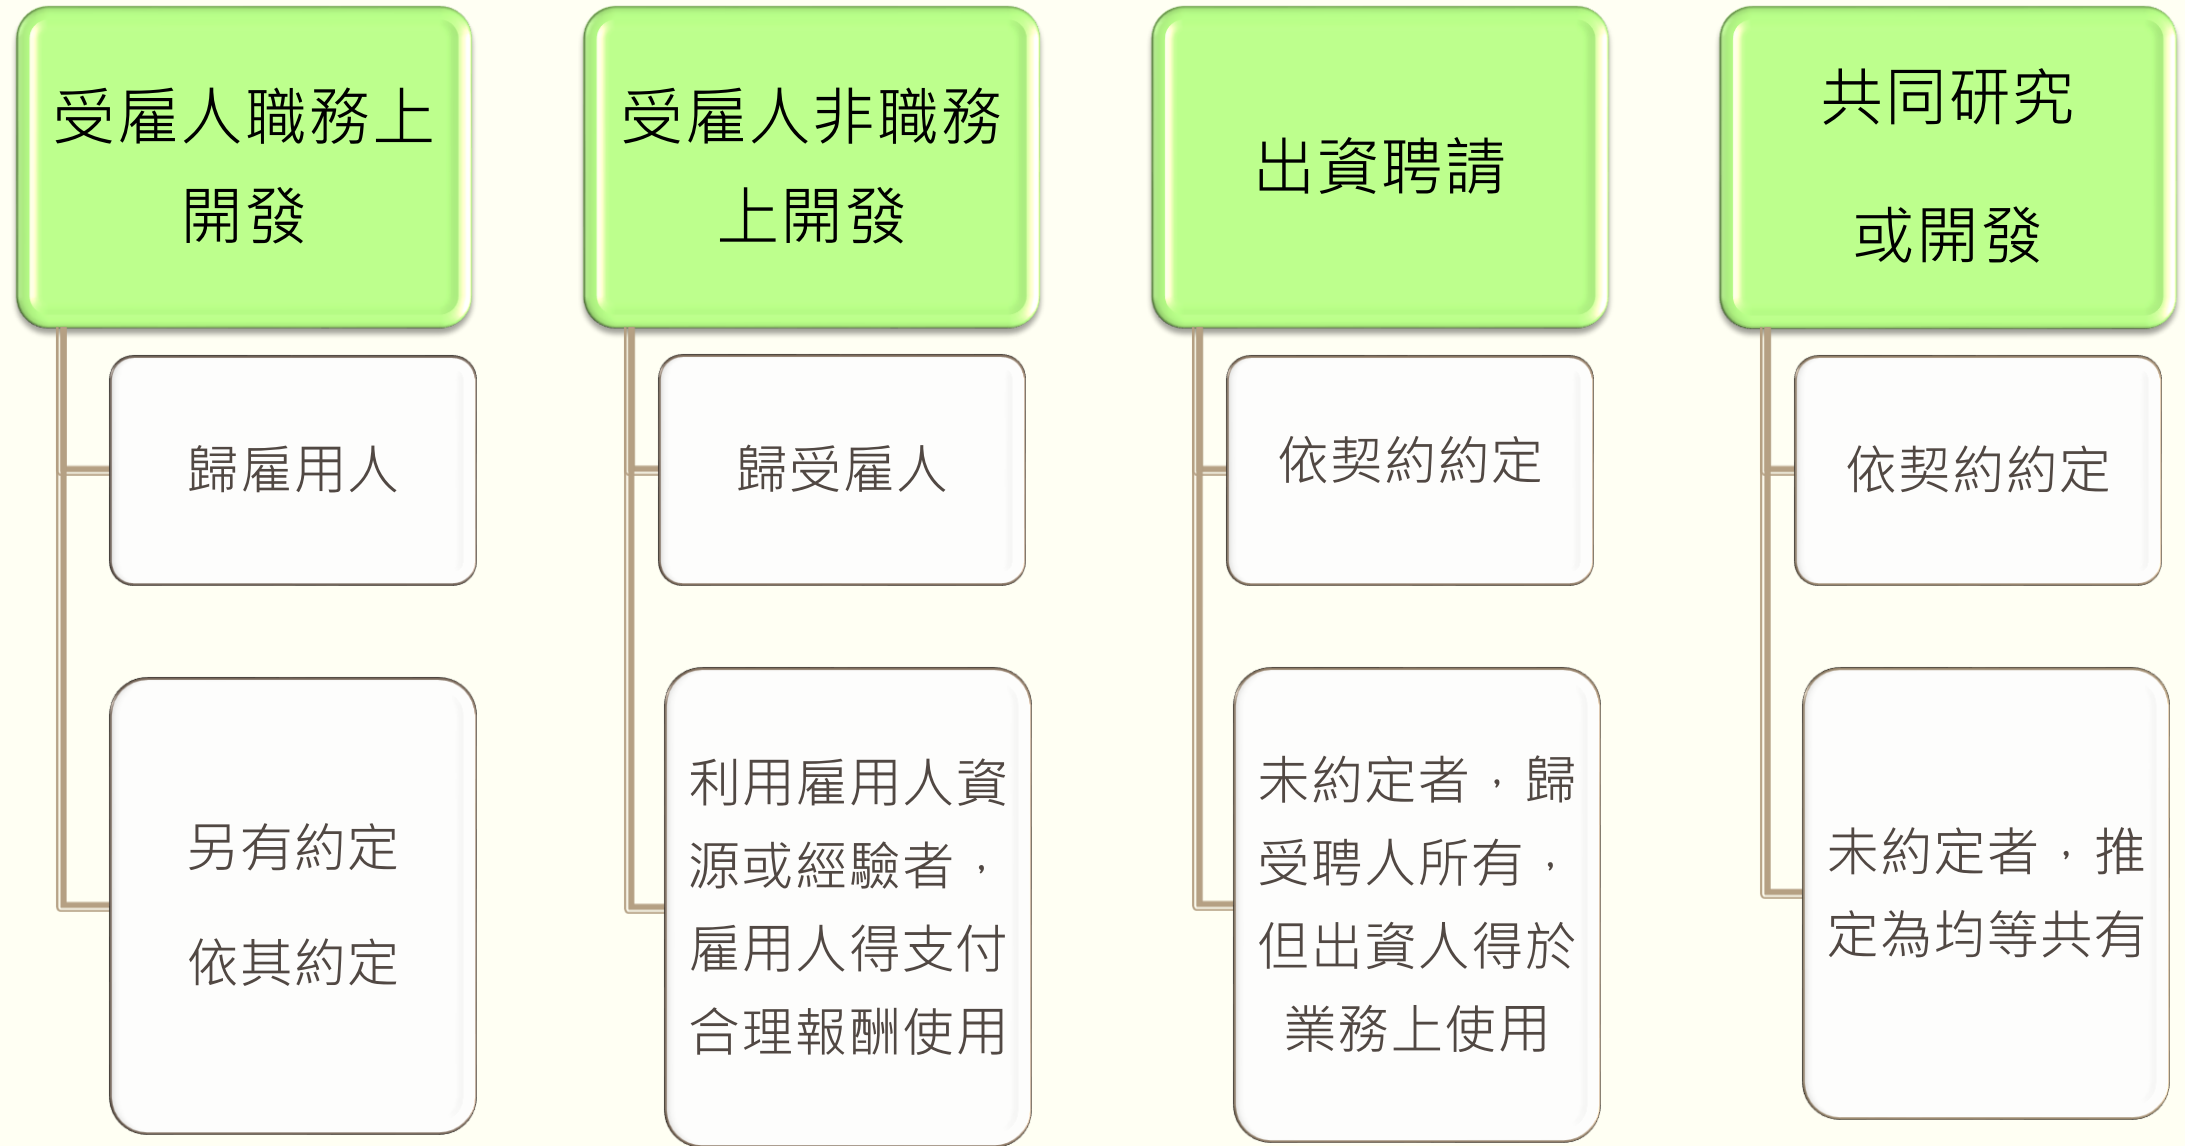 受雇人職務上
開發
歸雇用人
另有約定
依其約定
受雇人非職務
上開發
歸受雇人
利用雇用人資
源或經驗者，
雇用人得支付
合理報酬使用
出資聘請
依契約約定
未約定者，歸
受聘人所有，
但出資人得於
業務上使用
共同研究
或開發
依契約約定
未約定者，推
定為均等共有